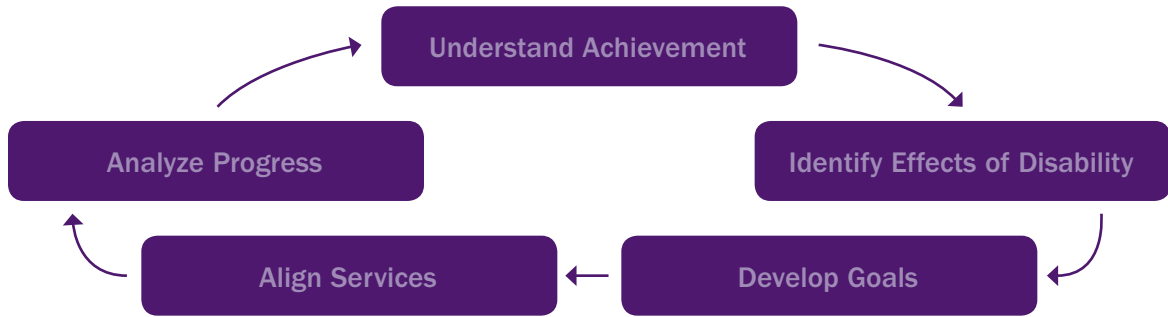 Understand Achievement
Analyze Progress
Identify Effects of Disability
Align Services
Develop Goals